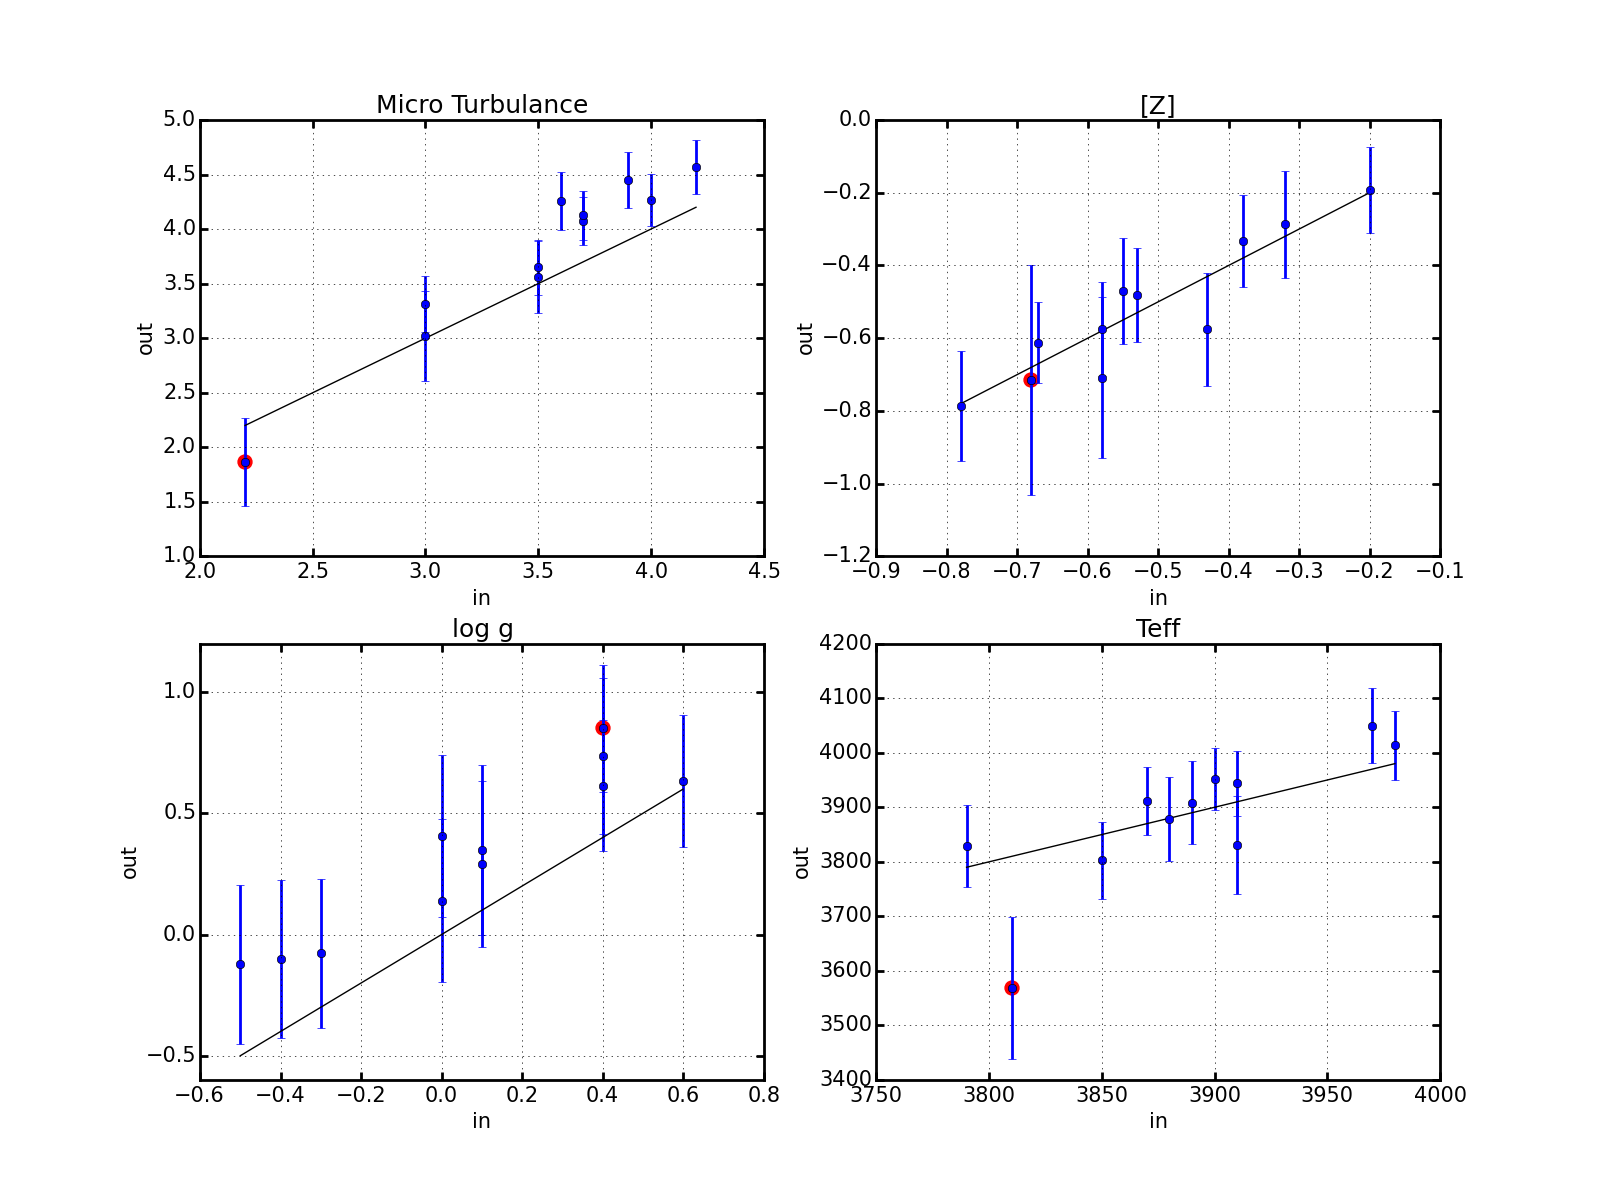 Micro Turbulance
5.0
4.5
4.0
3.5
3.0
2.5
2.0
1.5
1.0
out
2.0 2.5 3.0 3.5 4.0 4.5
in
[Z]
0.0
−0.2
−0.4
−0.6
−0.8
−1.0
−1.2
out
−0.9 −0.8 −0.7 −0.6 −0.5 −0.4 −0.3 −0.2 −0.1
in
log g
1.0
0.5
0.0
−0.5
out
−0.6 −0.4 −0.2 0.0 0.2 0.4 0.6 0.8
in
Teff
4200
4100
4000
3900
3800
3700
3600
3500
3400
out
3750 3800 3850 3900 3950 4000
in